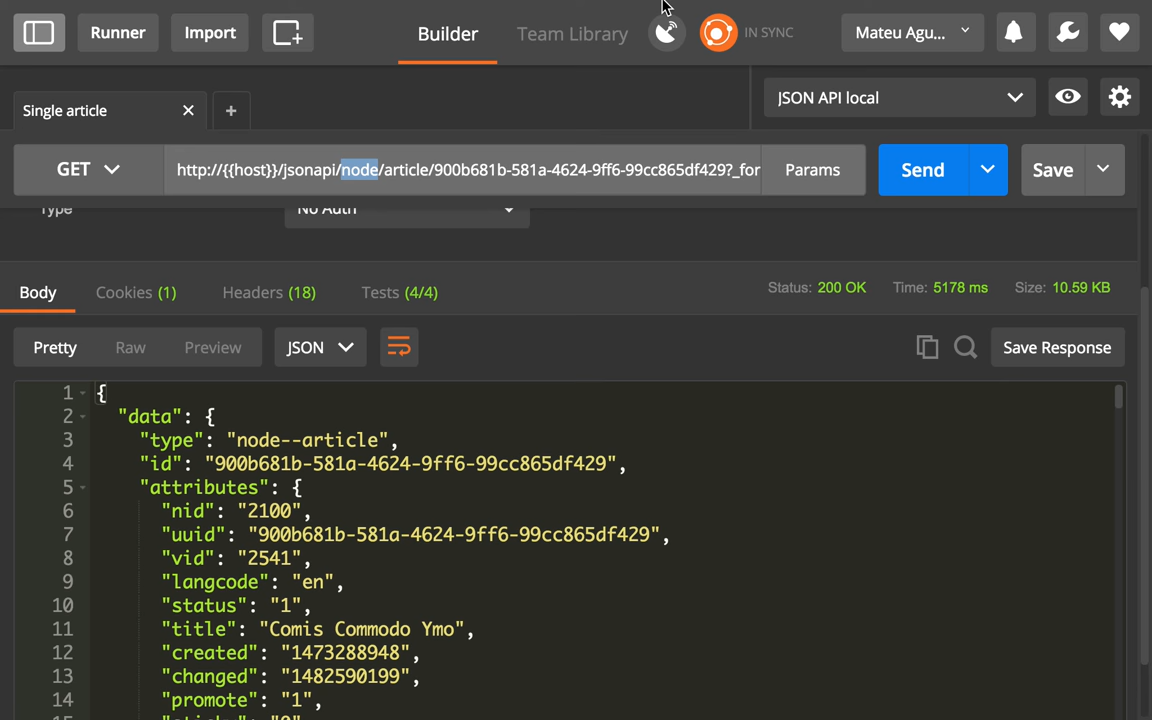 Runner Import Builder Team Library IN SYNC Mateu Agu...
Single article JSON API local
GET http://{{host}}/jsonapi/node/article/900b681b-581a-4624-9ff6-99cc865df429?_for Params Send Save
Type No Auth
Body Cookies (1) Headers (18) Tests (4/4) Status: 200 OK Time: 5178 ms Size: 10.59 KB
Pretty Raw Preview JSON Save Response
1 {
2 "data": {
3 "type": "node--article",
4 "id": "900b681b-581a-4624-9ff6-99cc865df429",
5 "attributes": {
6 "nid": "2100",
7 "uuid": "900b681b-581a-4624-9ff6-99cc865df429",
8 "vid": "2541",
9 "langcode": "en",
10 "status": "1",
11 "title": "Comis Commodo Ymo",
12 "created": "1473288948",
13 "changed": "1482590199",
14 "promote": "1",